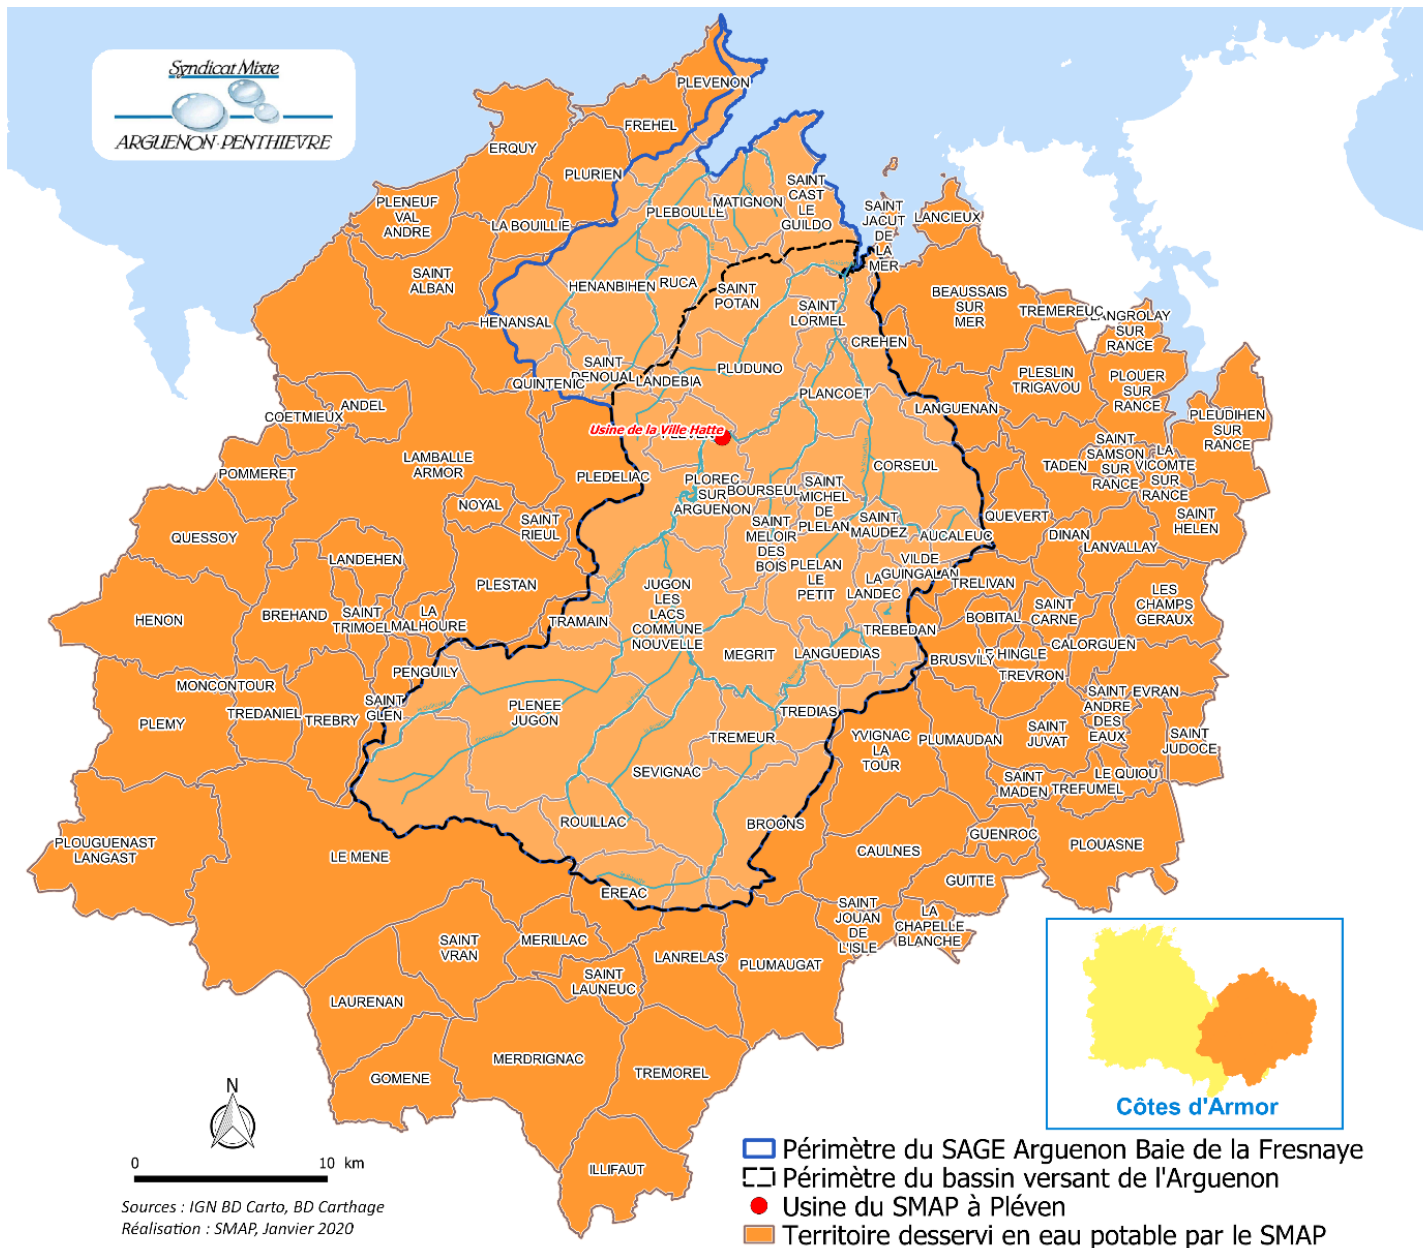 Syndicat Mixte
ARGUENON-PENTHIEVRE
PLEVENON
FREHEL
ERQUY
PLURIEN
PLENEUF
VAL
ANDRE
LA BOUILLIE
PLEBOULLE
MATIGNON
SAINT
CAST
LE
GUILDO
SAINT
JACUT
DE
LA
MER
LANCIEUX
SAINT
ALBAN
HENANBIHEN
RUCA
SAINT
POTAN
HENANSAL
SAINT
LORMEL
BEAUSSAIS
SUR
MER
TREMEREUC
LANGROLAY
SUR
RANCE
CREHEN
SAINT
DENOUAL
QUINTENIC
LANDEBIA
PLUDUNO
PLANCOET
PLESLIN
TRIGAVOU
PLOUER
SUR
RANCE
PLEUDIHEN
SUR
RANCE
COETMIEUX
ANDEL
LANGUENAN
Usine de la Ville Hatte
PLEVEN
LAMBALLE
ARMOR
POMMERET
PLEDELIAC
CORSEUL
TADEN
SAINT
SAMSON
SUR
RANCE
LA
VICOMTE
SUR
RANCE
PLOREC
SUR
ARGUENON
BOURSEUL
SAINT
MICHEL
DE
PLELAN
NOYAL
SAINT
RIEUL
QUEVERT
SAINT
HELEN
QUESSOY
SAINT
MELOIR
DES
BOIS
SAINT
MAUDEZ
AUCALEUC
DINAN
LANVALLAY
LANDEHEN
VILDE
GUINGALAN
PLELAN
LE
PETIT
LA
LANDEC
TRELIVAN
PLESTAN
JUGON
LES
LACS
COMMUNE
NOUVELLE
LES
CHAMPS
GERAUX
HENON
BREHAND
SAINT
TRIMOEL
LA
MALHOURE
TRAMAIN
BOBITAL
SAINT
CARNE
TREBEDAN
CALORGUEN
MEGRIT
LANGUEDIAS
BRUSVILY
LE HINGLE
TREVRON
PENGUILY
MONCONTOUR
SAINT
GLEN
PLEMY
TREDANIEL
TREBRY
PLENEE
JUGON
TREDIAS
SAINT
ANDRE
DES
EAUX
EVRAN
TREMEUR
YVIGNAC
LA
TOUR
PLUMAUDAN
SAINT
JUVAT
SAINT
JUDOCE
SEVIGNAC
SAINT
MADEN
LE QUIOU
TREFUMEL
ROUILLAC
BROONS
GUENROC
PLOUASNE
PLOUGUENAST
LANGAST
LE MENE
CAULNES
GUITTE
EREAC
SAINT
JOUAN
DE
L'ISLE
LA
CHAPELLE
BLANCHE
SAINT
VRAN
MERILLAC
LANRELAS
PLUMAUGAT
SAINT
LAUNEUC
LAURENAN
MERDRIGNAC
TREMOREL
GOMENE
ILLIFAUT
N
0 10 km
Sources : IGN BD Carto, BD Carthage
Réalisation : SMAP, Janvier 2020
Côtes d'Armor
Périmètre du SAGE Arguenon Baie de la Fresnaye
Périmètre du bassin versant de l'Arguenon
Usine du SMAP à Pléven
Territoire desservi en eau potable par le SMAP